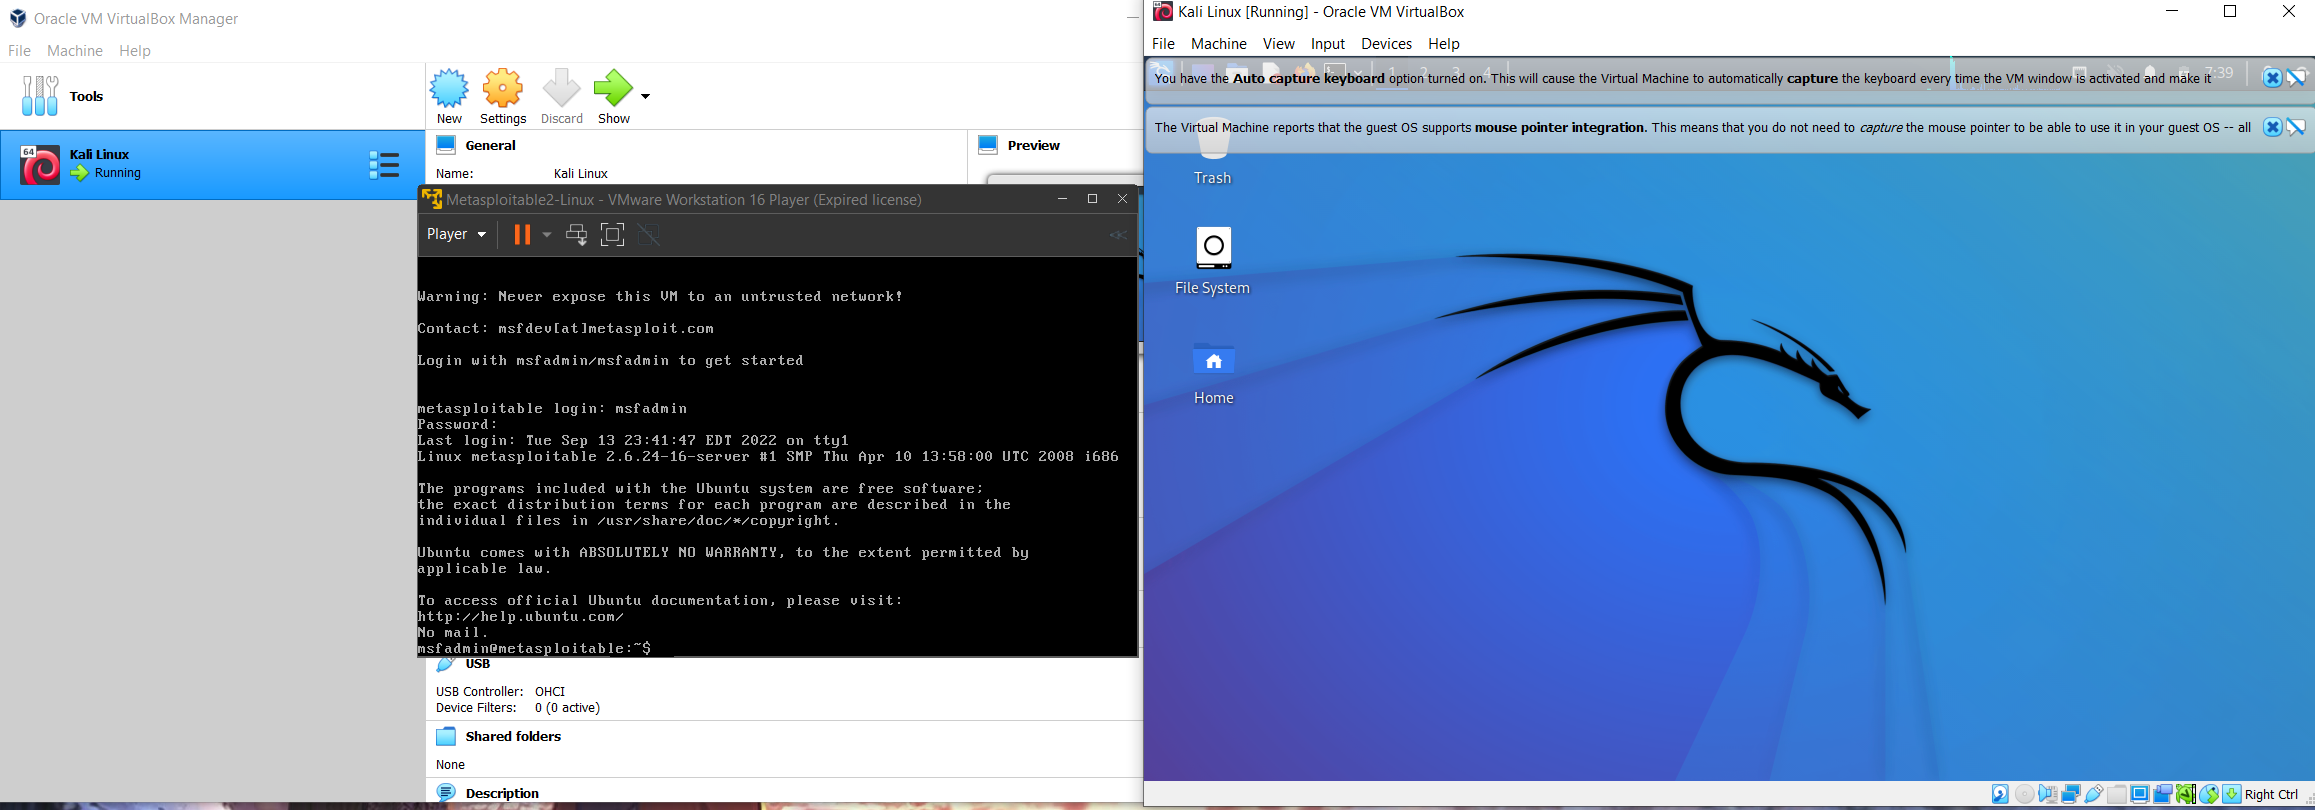 Oracle VM VirtualBox Manager
File Machine Help
Tools
Kali Linux
Running
64
New Settings Discard Show
General
Name: Kali Linux
Preview
Metasploitable2-Linux - VMware Workstation 16 Player (Expired license)
Player
Warning: Never expose this VM to an untrusted network!
Contact: msfdev[at]metasploit.com
Login with msfadmin/msfadmin to get started
metasploitable login: msfadmin
Password:
Last login: Tue Sep 13 23:41:47 EDT 2022 on tty1
Linux metasploitable 2.6.24-16-server #1 SMP Thu Apr 10 13:58:00 UTC 2008 i686
The programs included with the Ubuntu system are free software;
the exact distribution terms for each program are described in the
individual files in /usr/share/doc/*/copyright.
Ubuntu comes with ABSOLUTELY NO WARRANTY, to the extent permitted by
applicable law.
To access official Ubuntu documentation, please visit:
http://help.ubuntu.com/
No mail.
msfadmin@metasploitable:~$
USB
USB Controller: OHCI
Device Filters: 0 (0 active)
Shared folders
None
Description
Kali Linux [Running] - Oracle VM VirtualBox
File Machine View Input Devices Help
You have the Auto capture keyboard option turned on. This will cause the Virtual Machine to automatically capture the keyboard every time the VM window is activated and make it
7:39
The Virtual Machine reports that the guest OS supports mouse pointer integration. This means that you do not need to capture the mouse pointer to be able to use it in your guest OS -- all
Trash
File System
Home
Right Ctrl